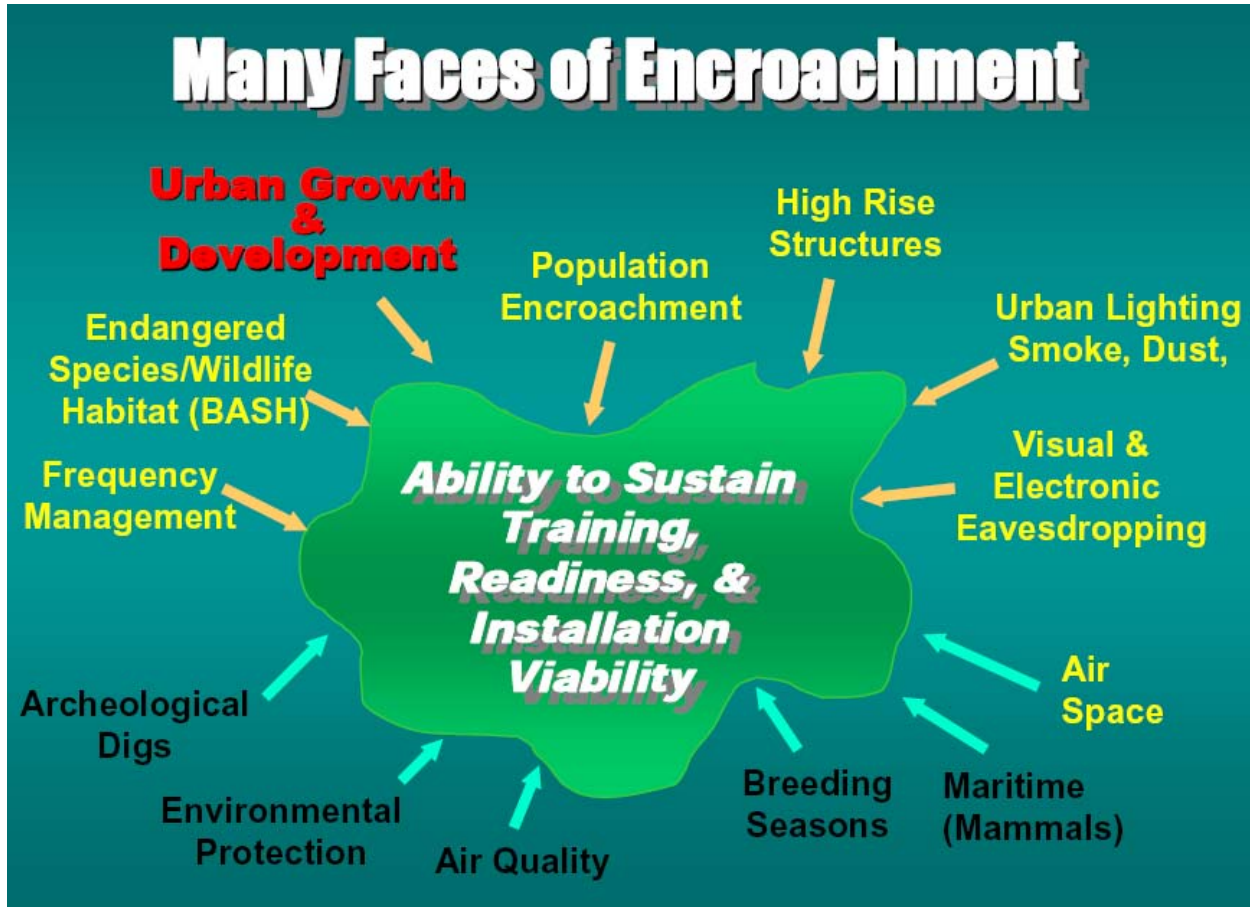 Many Faces of Encroachment
Urban Growth
&
Development
Population
Encroachment
High Rise
Structures
Urban Lighting
Smoke, Dust,
Endangered
Species/Wildlife
Habitat (BASH)
Visual &
Electronic
Eavesdropping
Frequency
Management
Ability to Sustain
Training,
Readiness, &
Installation
Viability
Air
Space
Archeological
Digs
Environmental
Protection
Air Quality
Breeding
Seasons
Maritime
(Mammals)